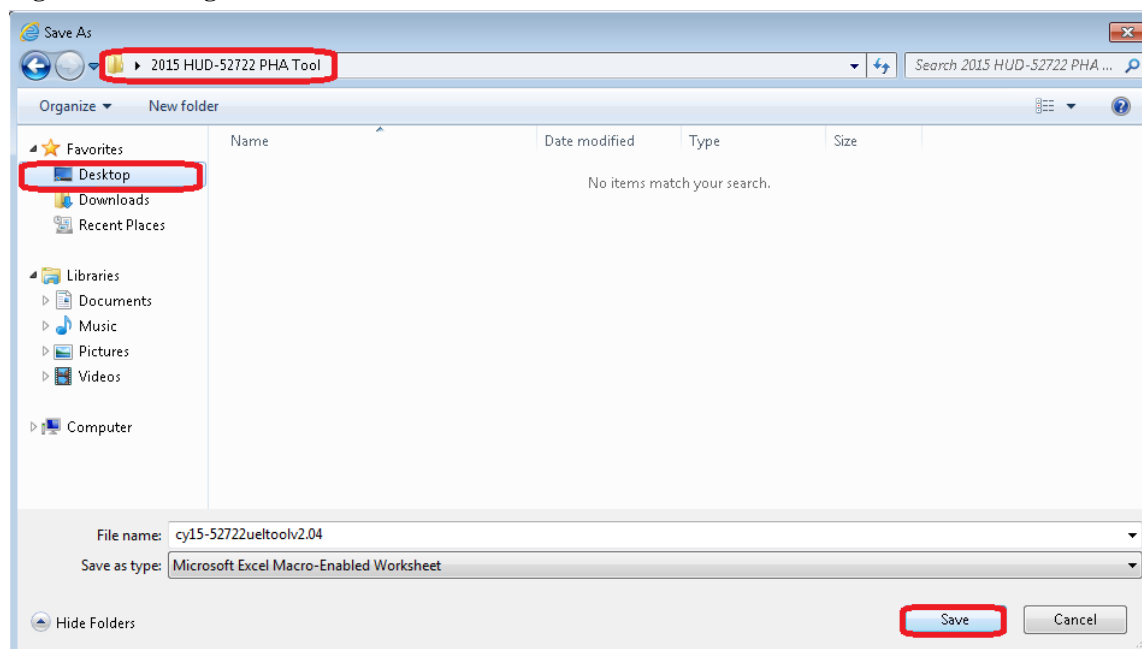 Save As
2015 HUD-52722 PHA Tool
Search 2015 HUD-52722 PHA ...
Organize
New folder
Name
Date modified
Type
Size
No items match your search.
Favorites
Desktop
Downloads
Recent Places
Libraries
Documents
Music
Pictures
Videos
Computer
File name: cy15-52722ueltoolv2.04
Save as type: Microsoft Excel Macro-Enabled Worksheet
Hide Folders
Save
Cancel